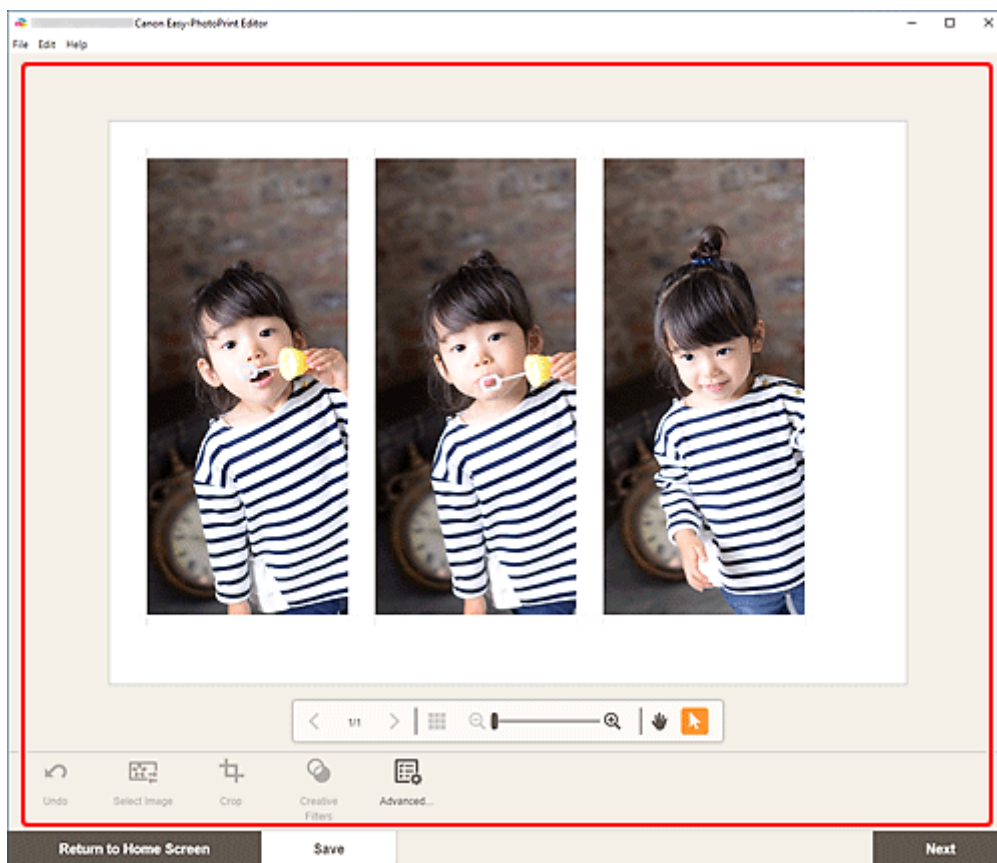 Canon Easy-PhotoPrint Editor
File Edit Help
1/1
Undo Select Image Crop Creative Filters Advanced...
Return to Home Screen Save Next